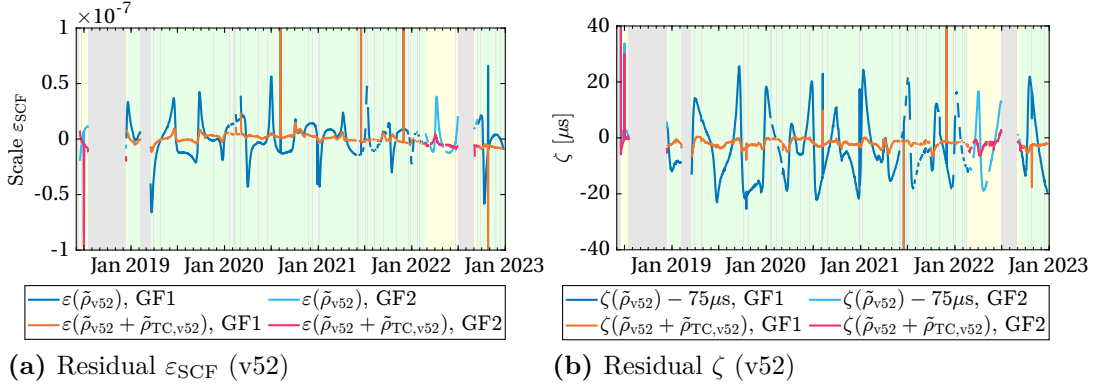 ×10⁻⁷
1
0.5
0
-0.5
-1
Scale ε_SCF
Jan 2019 Jan 2020 Jan 2021 Jan 2022 Jan 2023
ε(ρ̃_v52), GF1 ε(ρ̃_v52), GF2
ε(ρ̃_v52 + ρ̃_TC,v52), GF1 ε(ρ̃_v52 + ρ̃_TC,v52), GF2
(a) Residual ε_SCF (v52)
40
20
0
-20
-40
ζ [μs]
Jan 2019 Jan 2020 Jan 2021 Jan 2022 Jan 2023
ζ(ρ̃_v52) − 75μs, GF1 ζ(ρ̃_v52) − 75μs, GF2
ζ(ρ̃_v52 + ρ̃_TC,v52), GF1 ζ(ρ̃_v52 + ρ̃_TC,v52), GF2
(b) Residual ζ (v52)